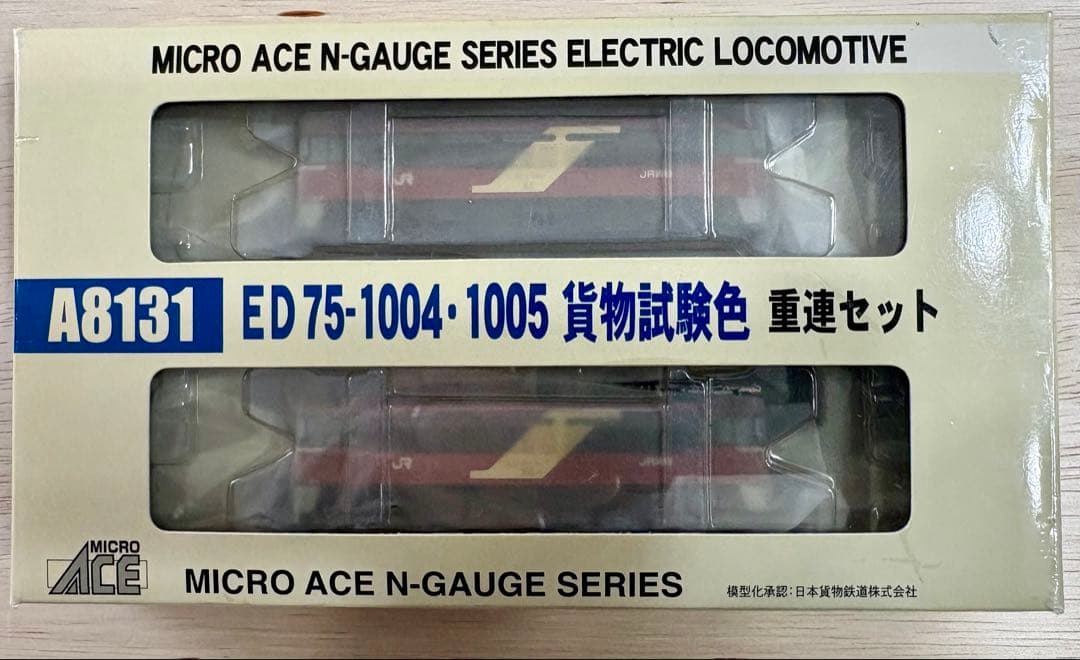 MICRO ACE N-GAUGE SERIES ELECTRIC LOCOMOTIVE
JR
A8131 ED75-1004・1005 貨物試験色 重連セット
JR
MICRO ACE
MICRO ACE N-GAUGE SERIES
模型化承認:日本貨物鉄道株式会社